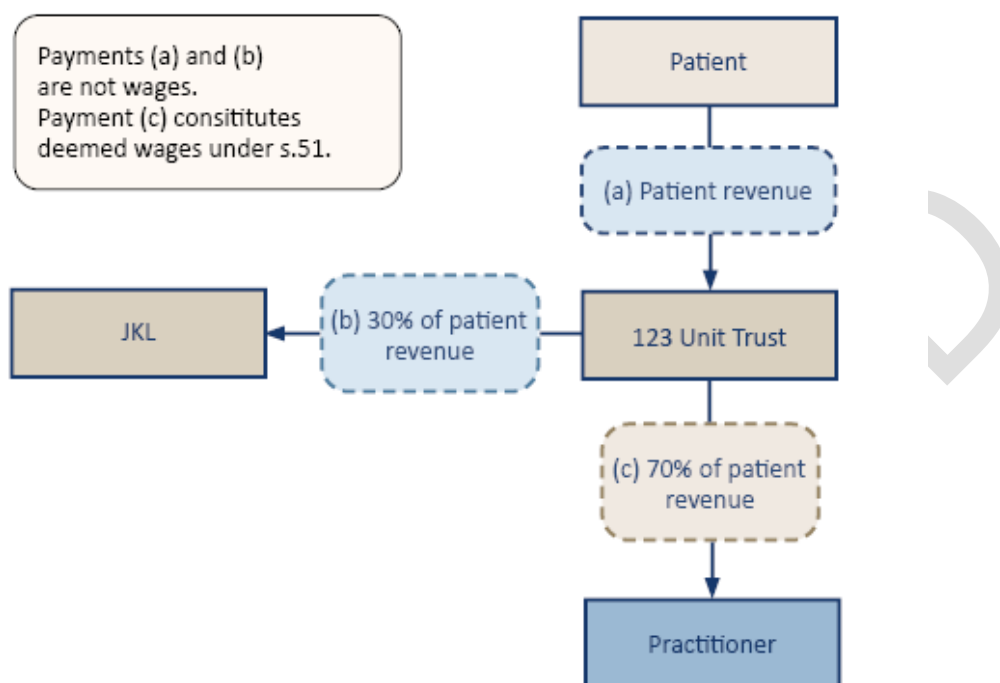 Payments (a) and (b)
are not wages.
Payment (c) consititutes
deemed wages under s.51.
Patient
(a) Patient revenue
JKL
(b) 30% of patient
revenue
123 Unit Trust
(c) 70% of patient
revenue
Practitioner